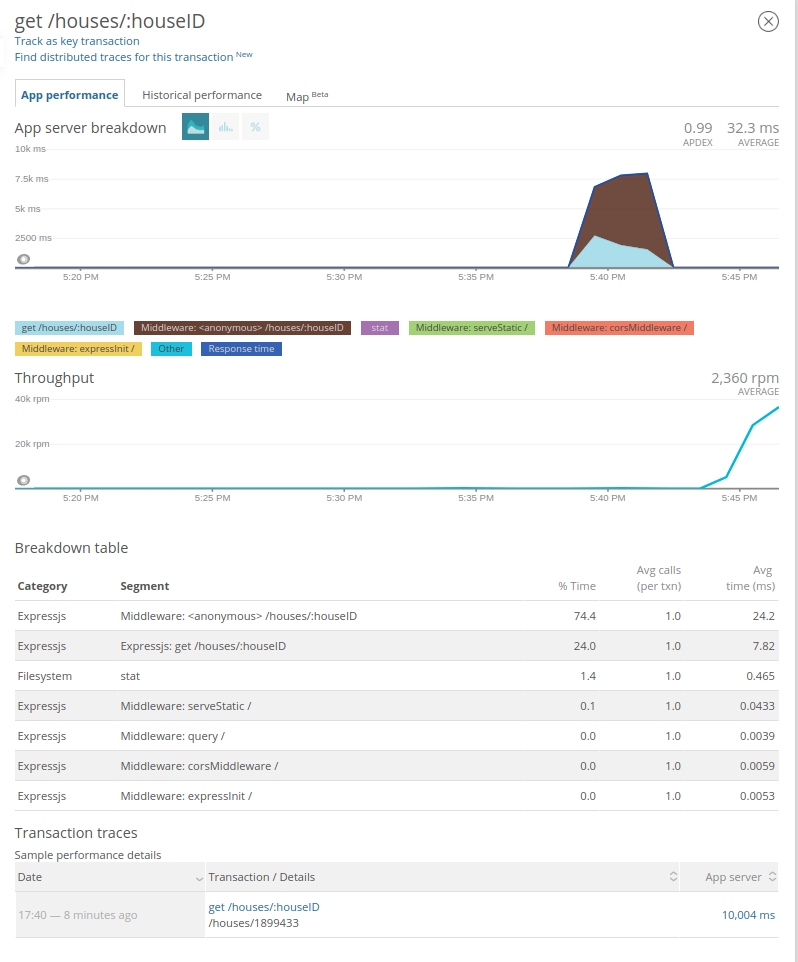 get /houses/:houseID
Track as key transaction
Find distributed traces for this transaction New
App performance Historical performance Map Beta
App server breakdown % 0.99 32.3 ms
APDEX AVERAGE
10k ms
7.5k ms
5k ms
2500 ms
5:20 PM 5:25 PM 5:30 PM 5:35 PM 5:40 PM 5:45 PM
get /houses/:houseID Middleware: <anonymous> /houses/:houseID stat Middleware: serveStatic / Middleware: corsMiddleware /
Middleware: expressInit / Other Response time
Throughput 2,360 rpm
AVERAGE
40k rpm
20k rpm
5:20 PM 5:25 PM 5:30 PM 5:35 PM 5:40 PM 5:45 PM
Breakdown table
Category Segment % Time Avg calls (per txn) Avg time (ms)
Expressjs Middleware: <anonymous> /houses/:houseID 74.4 1.0 24.2
Expressjs Expressjs: get /houses/:houseID 24.0 1.0 7.82
Filesystem stat 1.4 1.0 0.465
Expressjs Middleware: serveStatic / 0.1 1.0 0.0433
Expressjs Middleware: query / 0.0 1.0 0.0039
Expressjs Middleware: corsMiddleware / 0.0 1.0 0.0059
Expressjs Middleware: expressInit / 0.0 1.0 0.0053
Transaction traces
Sample performance details
Date Transaction / Details App server
17:40 — 8 minutes ago get /houses/:houseID 10,004 ms
/houses/1899433